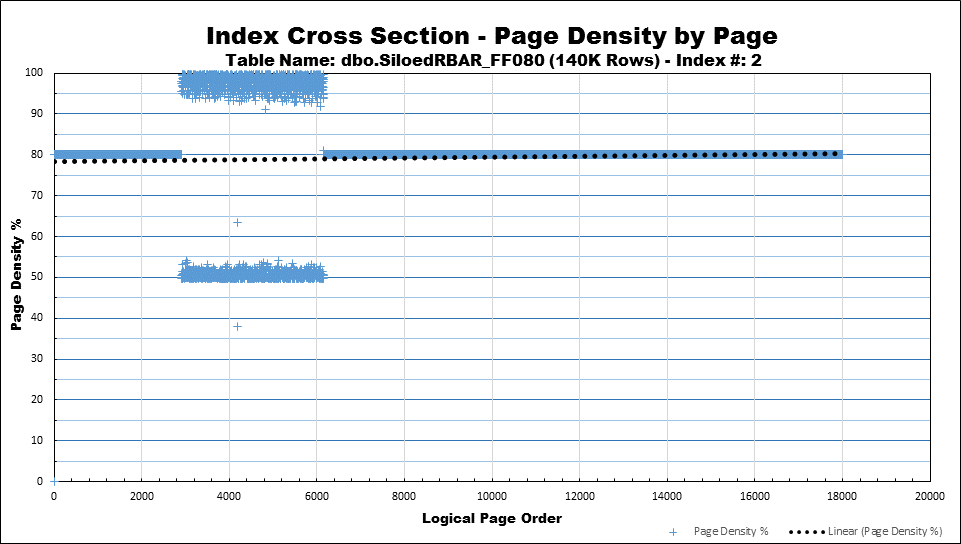 Index Cross Section - Page Density by Page
Table Name: dbo.SiloedRBAR_FF080 (140K Rows) - Index #: 2
100
90
80
70
60
50
40
30
20
10
0
Page Density %
0 2000 4000 6000 8000 10000 12000 14000 16000 18000 20000
Logical Page Order
Page Density % Linear (Page Density %)